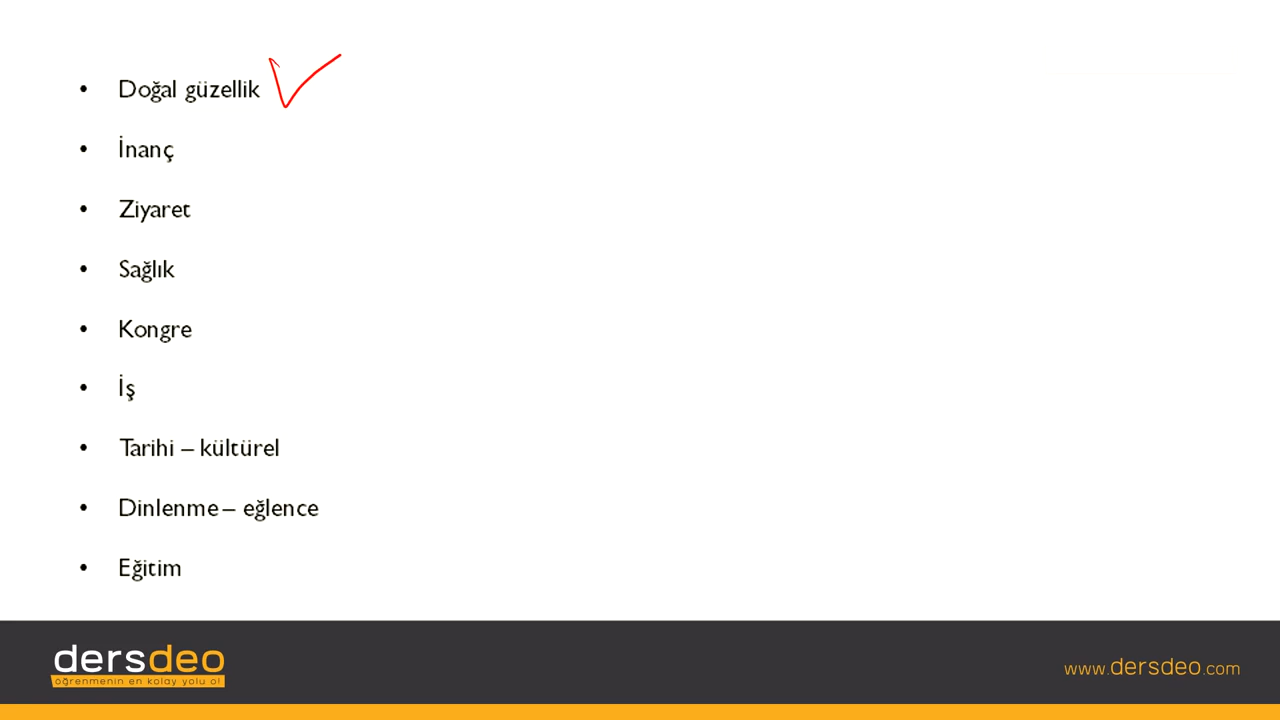 • Doğal güzellik
• İnanç
• Ziyaret
• Sağlık
• Kongre
• İş
• Tarihi – kültürel
• Dinlenme – eğlence
• Eğitim
dersdeo
öğrenmenin en kolay yolu o!
www.dersdeo.com